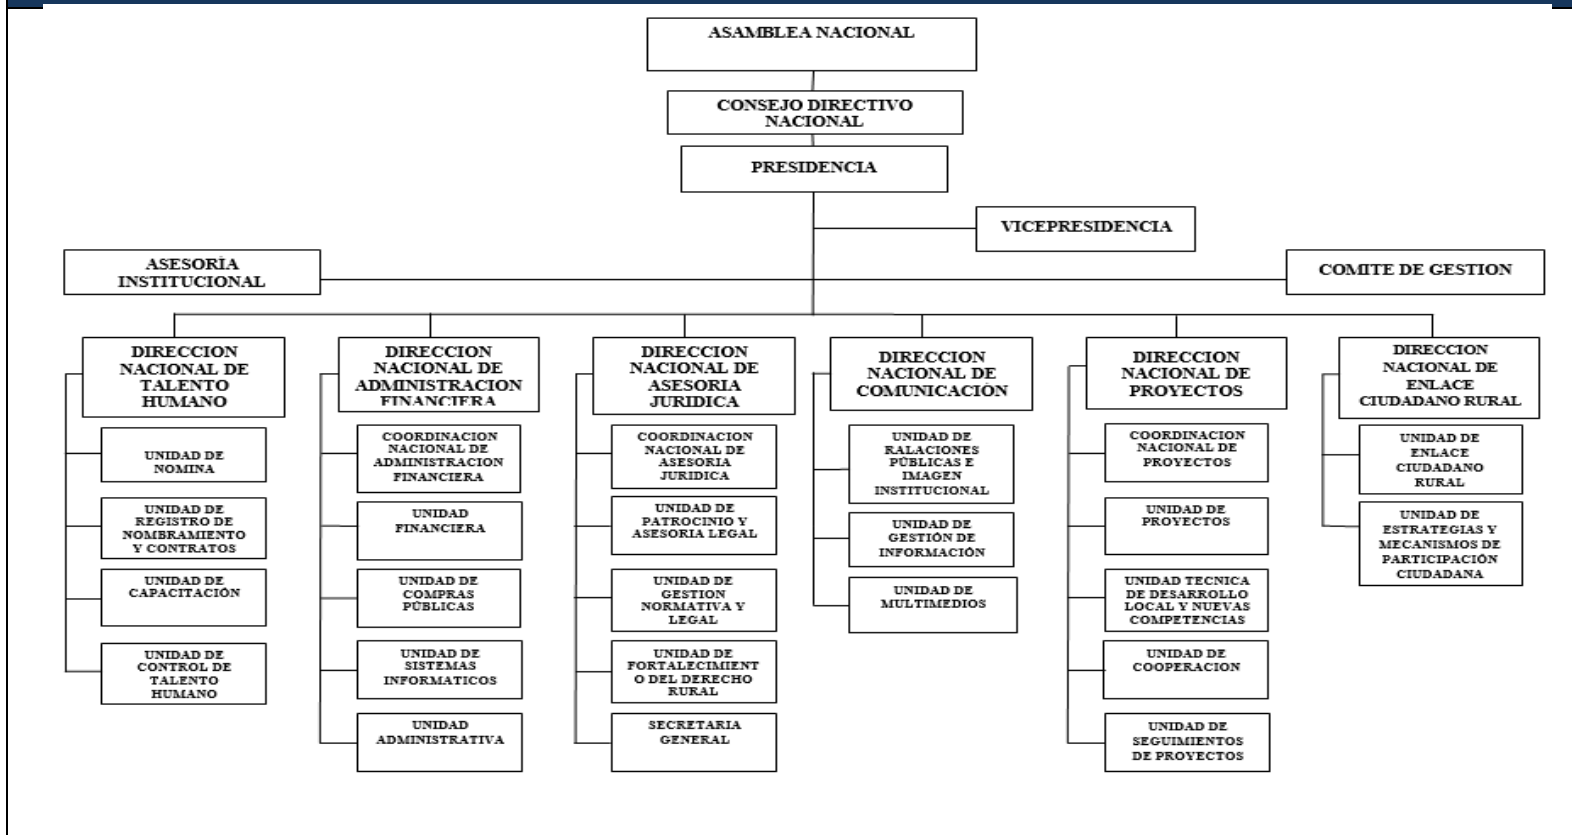 ASAMBLEA NACIONAL
CONSEJO DIRECTIVO
NACIONAL
PRESIDENCIA
VICEPRESIDENCIA
ASESORÍA
INSTITUCIONAL
COMITE DE GESTION
DIRECCION
NACIONAL DE
TALENTO
HUMANO
UNIDAD DE
NOMINA
UNIDAD DE
REGISTRO DE
NOMBRAMIENTO
Y CONTRATOS
UNIDAD DE
CAPACITACIÓN
UNIDAD DE
CONTROL DE
TALENTO
HUMANO
DIRECCION
NACIONAL DE
ADMINISTRACION
FINANCIERA
COORDINACION
NACIONAL DE
ADMINISTRACION
FINANCIERA
UNIDAD
FINANCIERA
UNIDAD DE
COMPRAS
PÚBLICAS
UNIDAD DE
SISTEMAS
INFORMATICOS
UNIDAD
ADMINISTRATIVA
DIRECCION
NACIONAL DE
ASESORIA
JURIDICA
COORDINACION
NACIONAL DE
ASESORIA
JURIDICA
UNIDAD DE
PATROCINIO Y
ASESORIA LEGAL
UNIDAD DE
GESTION
NORMATIVA Y
LEGAL
UNIDAD DE
FORTALECIMIENT
O DEL DERECHO
RURAL
SECRETARIA
GENERAL
DIRECCION
NACIONAL DE
COMUNICACIÓN
UNIDAD DE
RALACIONES
PÚBLICAS E
IMAGEN
INSTITUCIONAL
UNIDAD DE
GESTIÓN DE
INFORMACIÓN
UNIDAD DE
MULTIMEDIOS
DIRECCION
NACIONAL DE
PROYECTOS
COORDINACION
NACIONAL DE
PROYECTOS
UNIDAD DE
PROYECTOS
UNIDAD TECNICA
DE DESARROLLO
LOCAL Y NUEVAS
COMPETENCIAS
UNIDAD DE
COOPERACION
UNIDAD DE
SEGUIMIENTOS
DE PROYECTOS
DIRECCION
NACIONAL DE
ENLACE
CIUDADANO RURAL
UNIDAD DE
ENLACE
CIUDADANO
RURAL
UNIDAD DE
ESTRATEGIAS Y
MECANISMOS DE
PARTICIPACIÓN
CIUDADANA